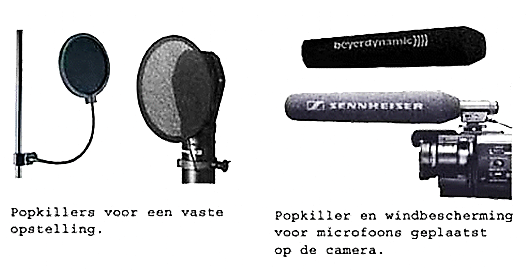 beyerdynamic))))
SENNHEISER
Popkillers voor een vaste
opstelling.
Popkiller en windbescherming
voor microfoons geplaatst
op de camera.